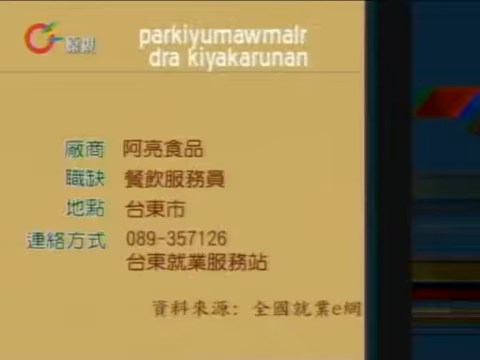 parkiyumawmalr
dra kiyakarunan
廠商 阿亮食品
職缺 餐飲服務員
地點 台東市
連絡方式 089-357126
台東就業服務站
資料來源: 全國就業e網